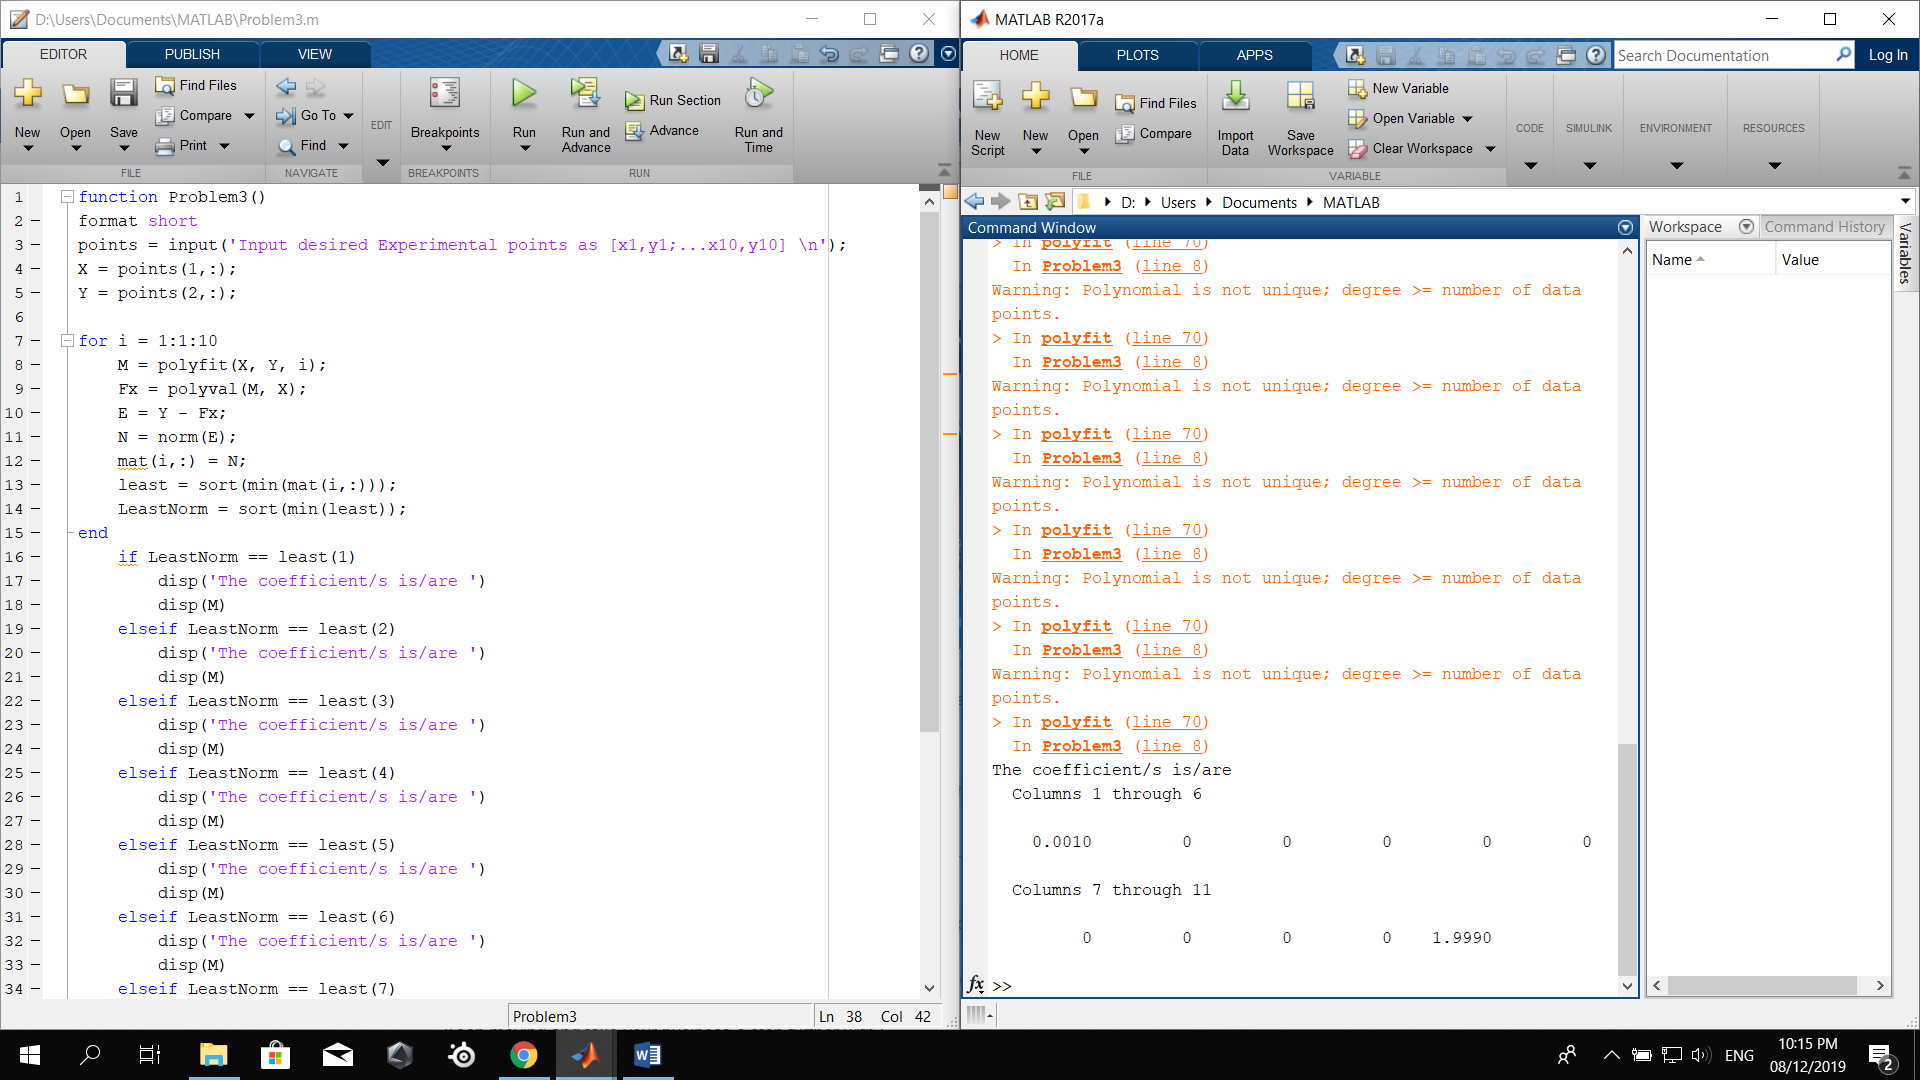 D:\Users\Documents\MATLAB\Problem3.m
EDITOR PUBLISH VIEW
New Open Save
Find Files
Compare
Print
Go To
Find
EDIT
Breakpoints
Run
Run and Advance
Run Section
Advance
Run and Time
FILE NAVIGATE BREAKPOINTS RUN
1 function Problem3()
2 – format short
3 – points = input('Input desired Experimental points as [x1,y1;...x10,y10] \n');
4 – X = points(1,:);
5 – Y = points(2,:);
6
7 – for i = 1:1:10
8 – M = polyfit(X, Y, i);
9 – Fx = polyval(M, X);
10 – E = Y - Fx;
11 – N = norm(E);
12 – mat(i,:) = N;
13 – least = sort(min(mat(i,:)));
14 – LeastNorm = sort(min(least));
15 – end
16 – if LeastNorm == least(1)
17 – disp('The coefficient/s is/are ')
18 – disp(M)
19 – elseif LeastNorm == least(2)
20 – disp('The coefficient/s is/are ')
21 – disp(M)
22 – elseif LeastNorm == least(3)
23 – disp('The coefficient/s is/are ')
24 – disp(M)
25 – elseif LeastNorm == least(4)
26 – disp('The coefficient/s is/are ')
27 – disp(M)
28 – elseif LeastNorm == least(5)
29 – disp('The coefficient/s is/are ')
30 – disp(M)
31 – elseif LeastNorm == least(6)
32 – disp('The coefficient/s is/are ')
33 – disp(M)
34 – elseif LeastNorm == least(7)
Problem3 Ln 38 Col 42
MATLAB R2017a
HOME PLOTS APPS
Search Documentation
Log In
New Script
New
Open
Find Files
Compare
Import Data
Save Workspace
New Variable
Open Variable
Clear Workspace
CODE SIMULINK ENVIRONMENT RESOURCES
FILE VARIABLE
D: Users Documents MATLAB
Command Window
> In polyfit (line 70)
In Problem3 (line 8)
Warning: Polynomial is not unique; degree >= number of data
points.
> In polyfit (line 70)
In Problem3 (line 8)
Warning: Polynomial is not unique; degree >= number of data
points.
> In polyfit (line 70)
In Problem3 (line 8)
Warning: Polynomial is not unique; degree >= number of data
points.
> In polyfit (line 70)
In Problem3 (line 8)
Warning: Polynomial is not unique; degree >= number of data
points.
> In polyfit (line 70)
In Problem3 (line 8)
Warning: Polynomial is not unique; degree >= number of data
points.
> In polyfit (line 70)
In Problem3 (line 8)
The coefficient/s is/are
Columns 1 through 6
0.0010 0 0 0 0 0
Columns 7 through 11
0 0 0 0 1.9990
fx >>
Workspace Command History
Name Value
Variables
ENG
10:15 PM
08/12/2019
2